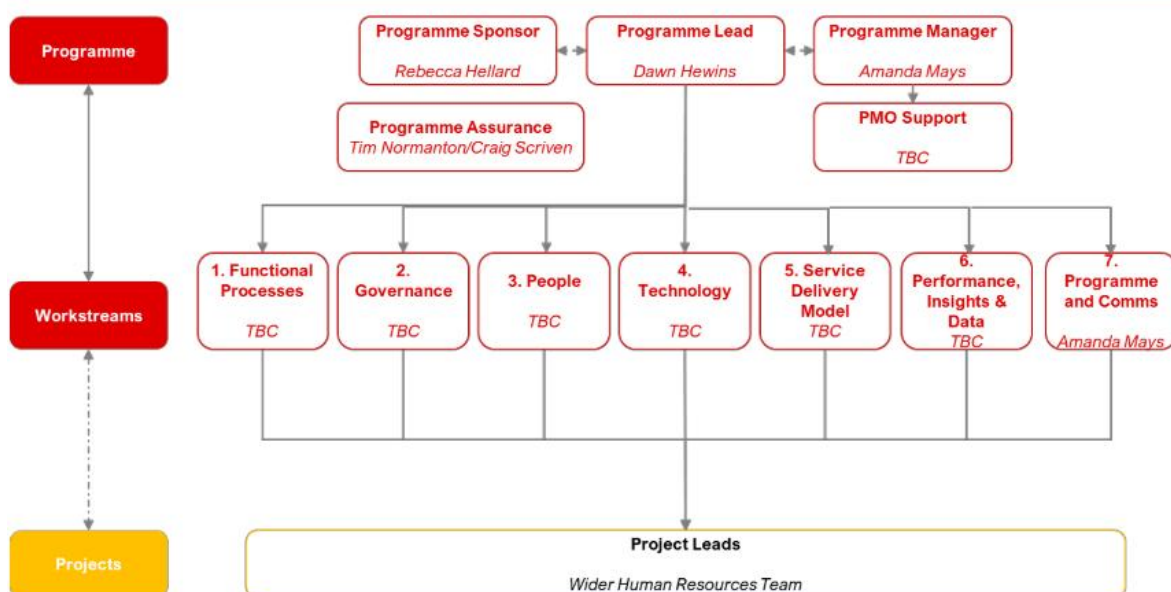 Programme
Programme Sponsor
Rebecca Hellard
Programme Lead
Dawn Hewins
Programme Manager
Amanda Mays
Programme Assurance
Tim Normanton/Craig Scriven
PMO Support
TBC
Workstreams
1. Functional
Processes
TBC
2.
Governance
TBC
3. People
TBC
4.
Technology
TBC
5. Service
Delivery
Model
TBC
6.
Performance,
Insights &
Data
TBC
7.
Programme
and Comms
Amanda Mays
Projects
Project Leads
Wider Human Resources Team